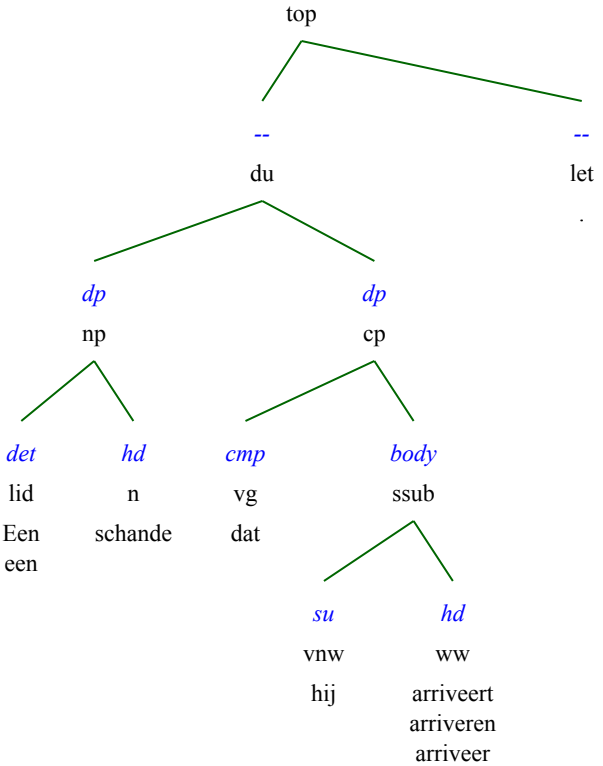 top
-- --
du let
.
dp dp
np cp
det hd cmp body
lid n vg ssub
Een schande dat
een
su hd
vnw ww
hij arriveert
arriveren
arriveer